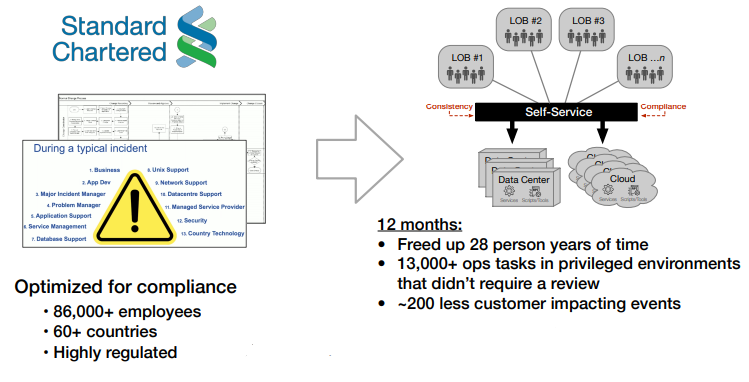 Standard
Chartered
During a typical incident
1. Business
2. App Dev
3. Major Incident Manager
4. Problem Manager
5. Application Support
6. Service Management
7. Database Support
8. Unix Support
9. Network Support
10. Datacentre Support
11. Managed Service Provider
12. Security
13. Country Technology
Optimized for compliance
• 86,000+ employees
• 60+ countries
• Highly regulated
LOB #1
LOB #2
LOB #3
LOB ...n
Consistency
Self-Service
Compliance
Data Center
Services Scripts/Tools
Cloud
Services Scripts/Tools
12 months:
• Freed up 28 person years of time
• 13,000+ ops tasks in privileged environments
that didn't require a review
• ~200 less customer impacting events